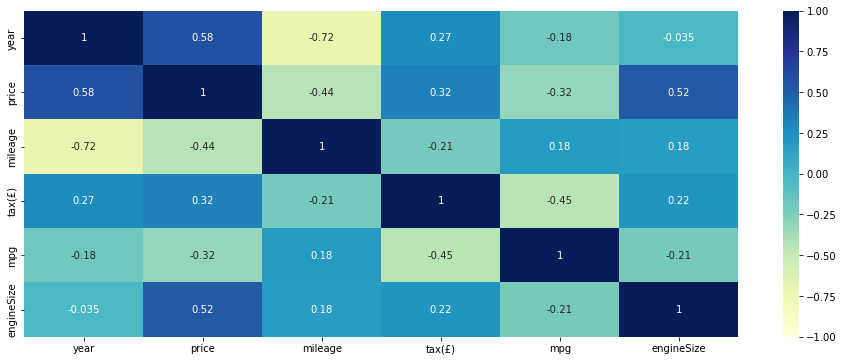 year 1 0.58 -0.72 0.27 -0.18 -0.035
price 0.58 1 -0.44 0.32 -0.32 0.52
mileage -0.72 -0.44 1 -0.21 0.18 0.18
tax(£) 0.27 0.32 -0.21 1 -0.45 0.22
mpg -0.18 -0.32 0.18 -0.45 1 -0.21
engineSize -0.035 0.52 0.18 0.22 -0.21 1
year price mileage tax(£) mpg engineSize
1.00
0.75
0.50
0.25
0.00
−0.25
−0.50
−0.75
−1.00